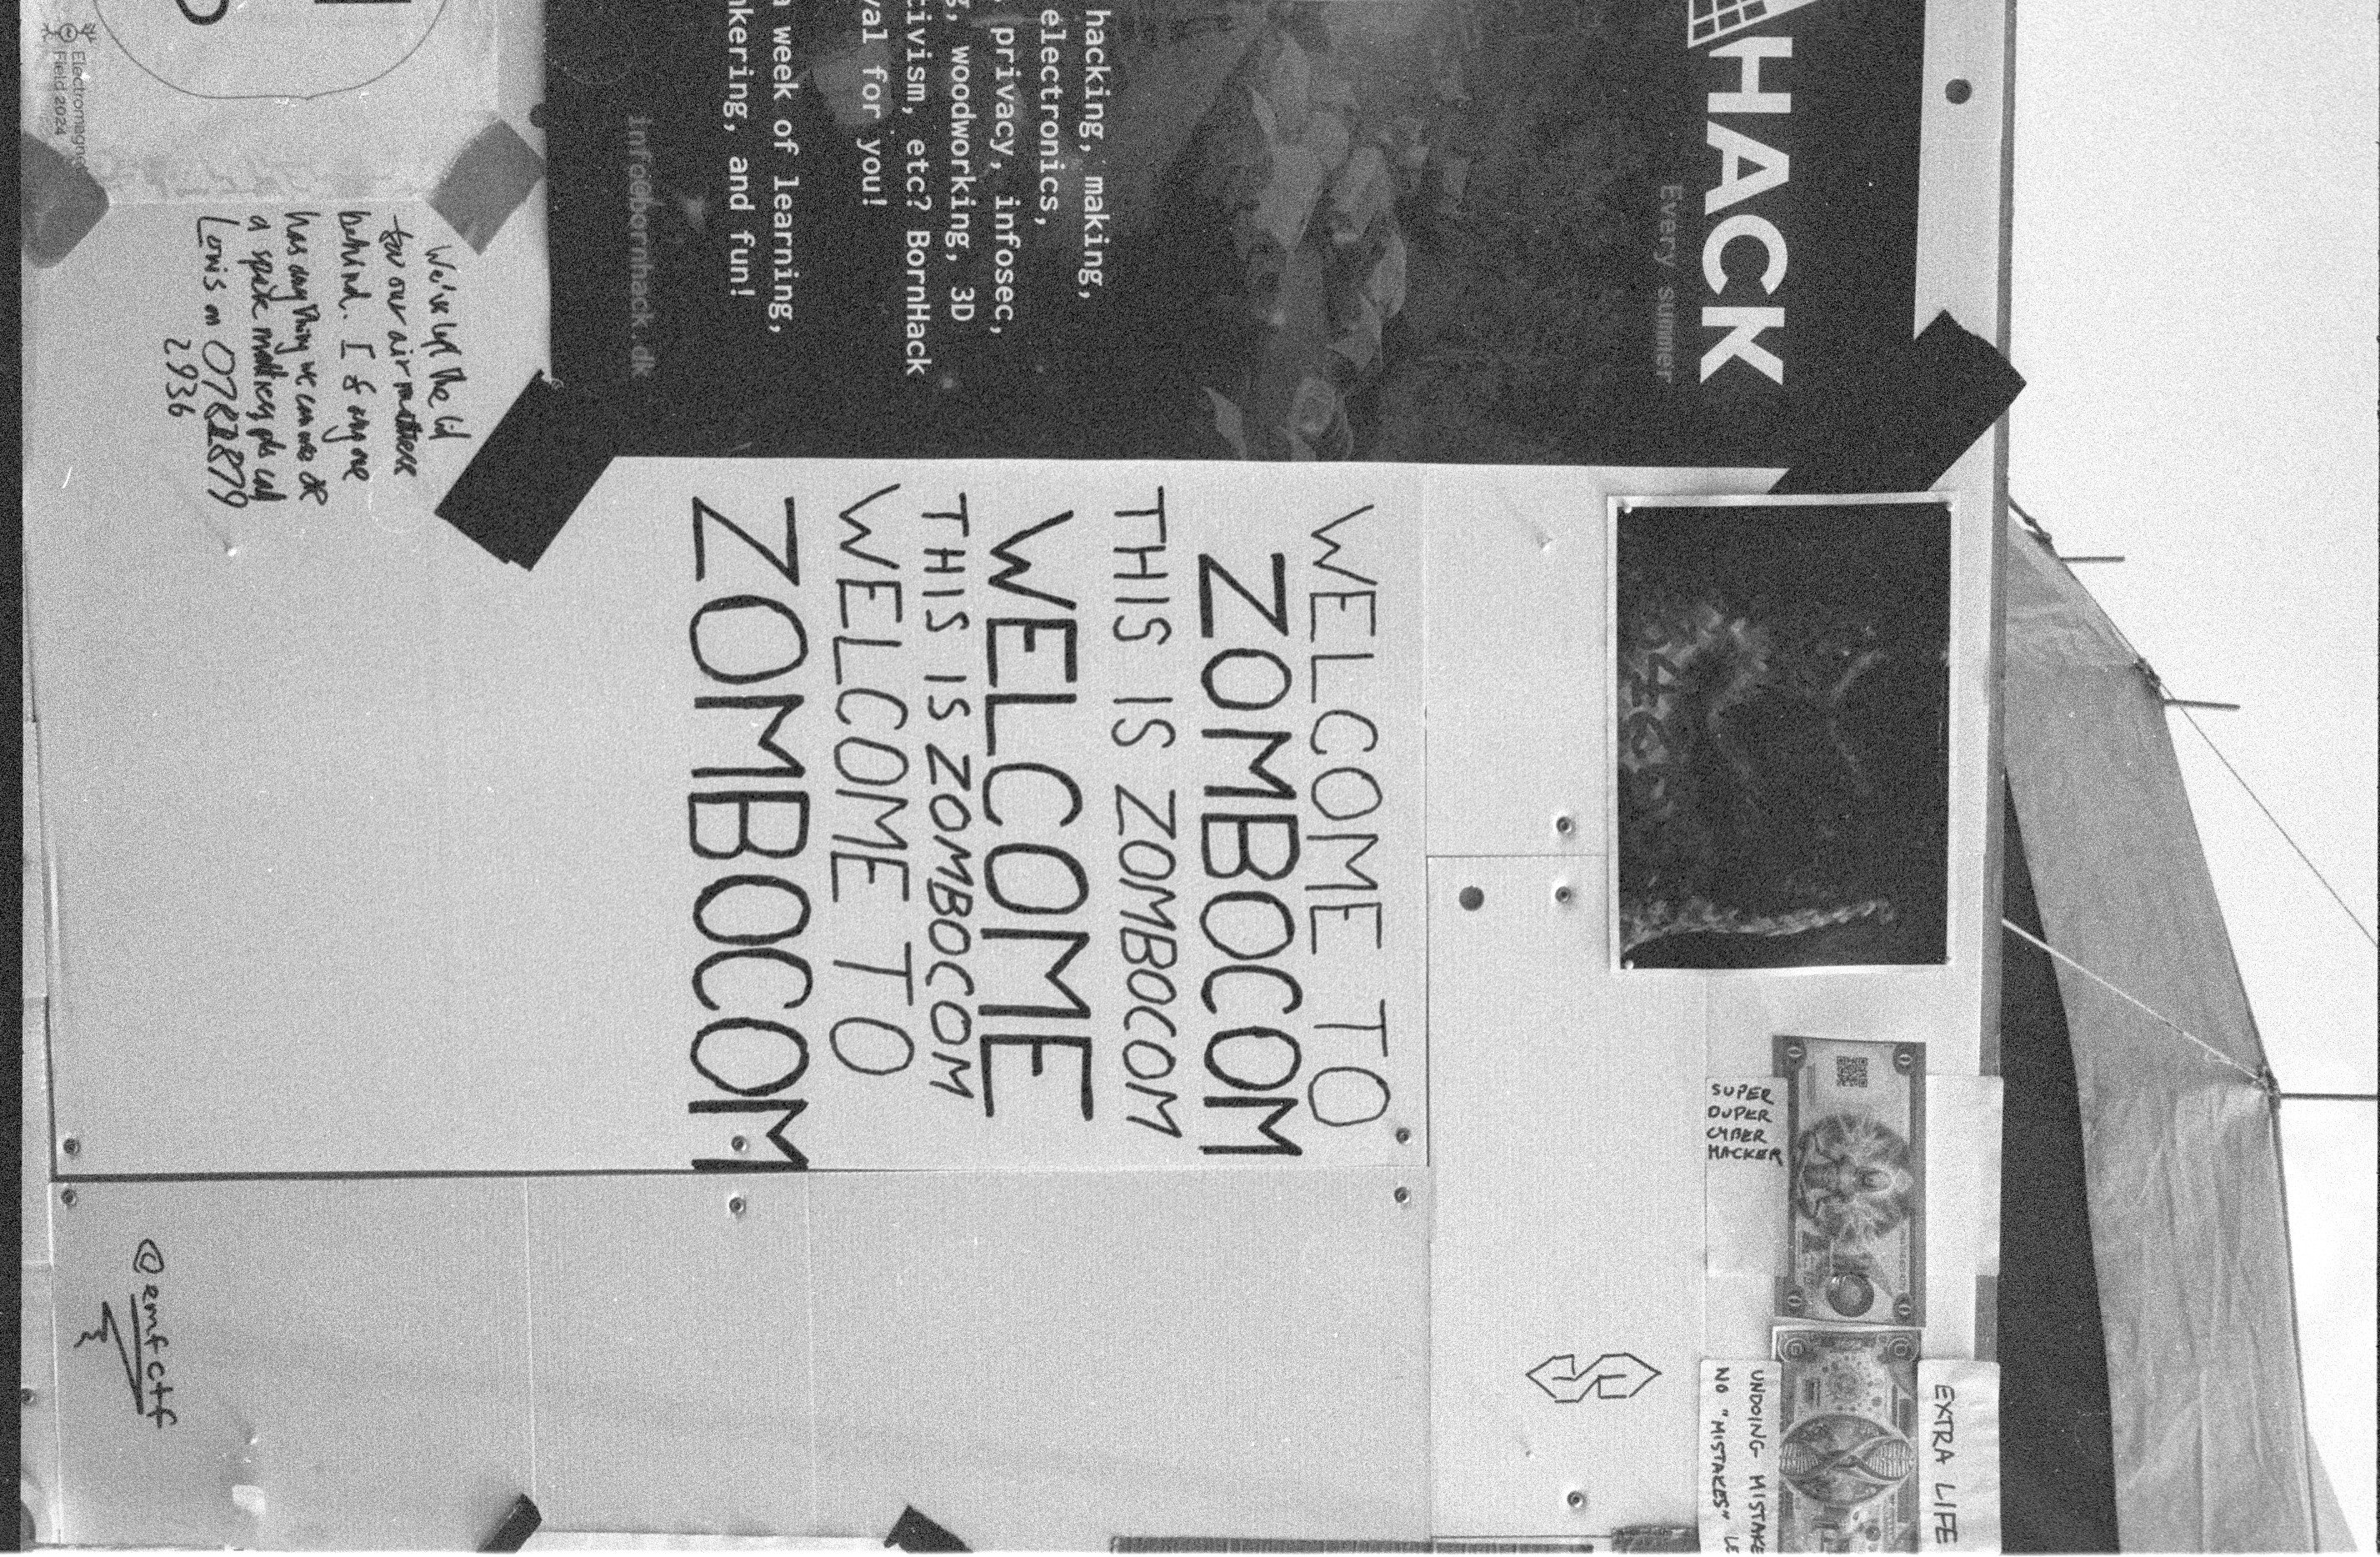 HACK
Every summer
hacking, making,
electronics,
privacy, infosec,
g, woodworking, 3D
tivism, etc? BornHack
val for you!
a week of learning,
nkering, and fun!
info@bornhack.dk
EXTRA LIFE
SUPER
DUPER
CYBER
HACKER
UNDOING MISTAKE
NO "MISTAKES" LE
WELCOME TO
ZOMBOCOM
THIS IS ZOMBOCOM
WELCOME
THIS IS ZOMBOCOM
WELCOME TO
ZOMBOCOM
We've left the lid
for our air mattress
behind. If anyone
has anything we can use OR
a spare mattress pls call
Louis on 0782879
2936
@emfctf
Electromagne
Field 2024